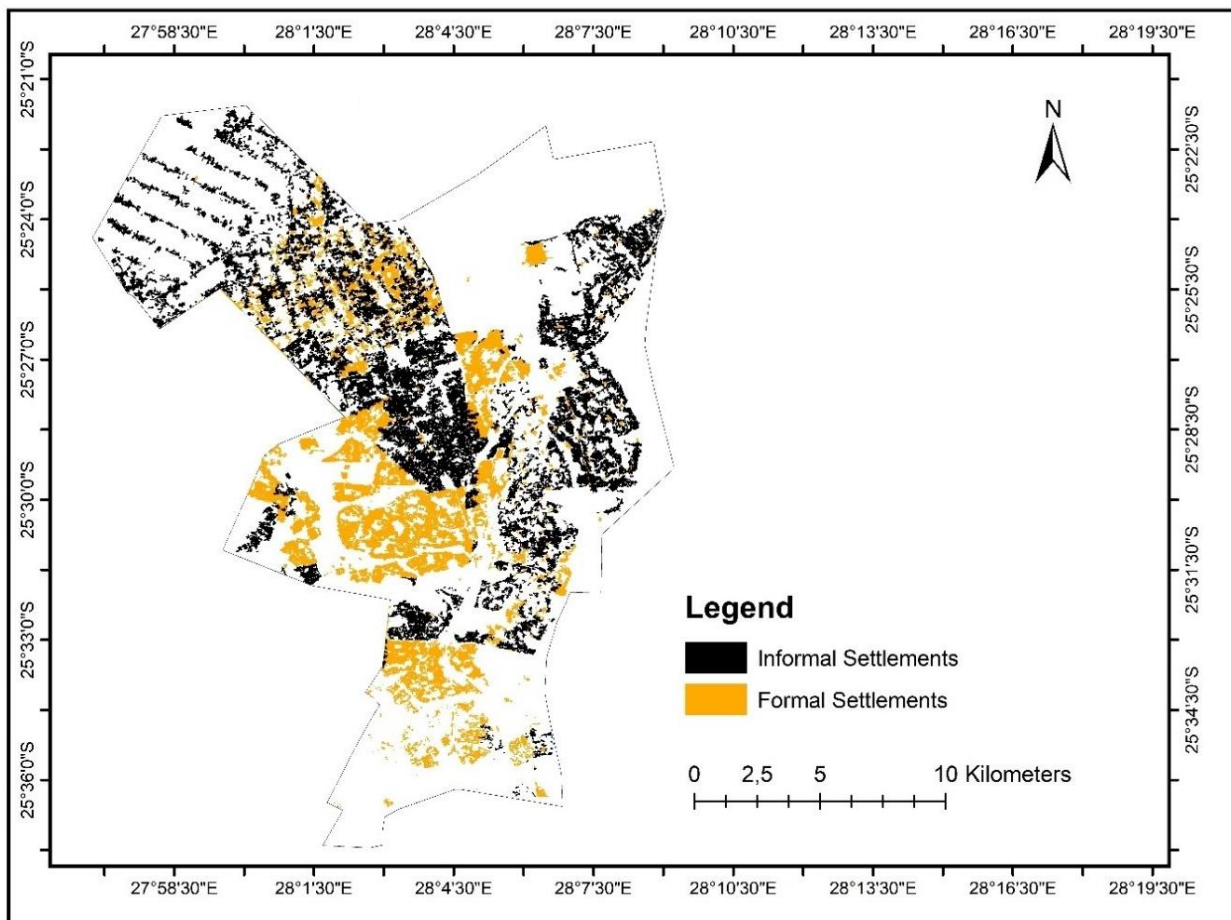 27°58'30"E 28°1'30"E 28°4'30"E 28°7'30"E 28°10'30"E 28°13'30"E 28°16'30"E 28°19'30"E
25°21'0"S
25°24'0"S
25°27'0"S
25°30'0"S
25°33'0"S
25°36'0"S
N
25°22'30"S
25°25'30"S
25°28'30"S
25°31'30"S
25°34'30"S
Legend
Informal Settlements
Formal Settlements
0 2,5 5 10 Kilometers
27°58'30"E 28°1'30"E 28°4'30"E 28°7'30"E 28°10'30"E 28°13'30"E 28°16'30"E 28°19'30"E